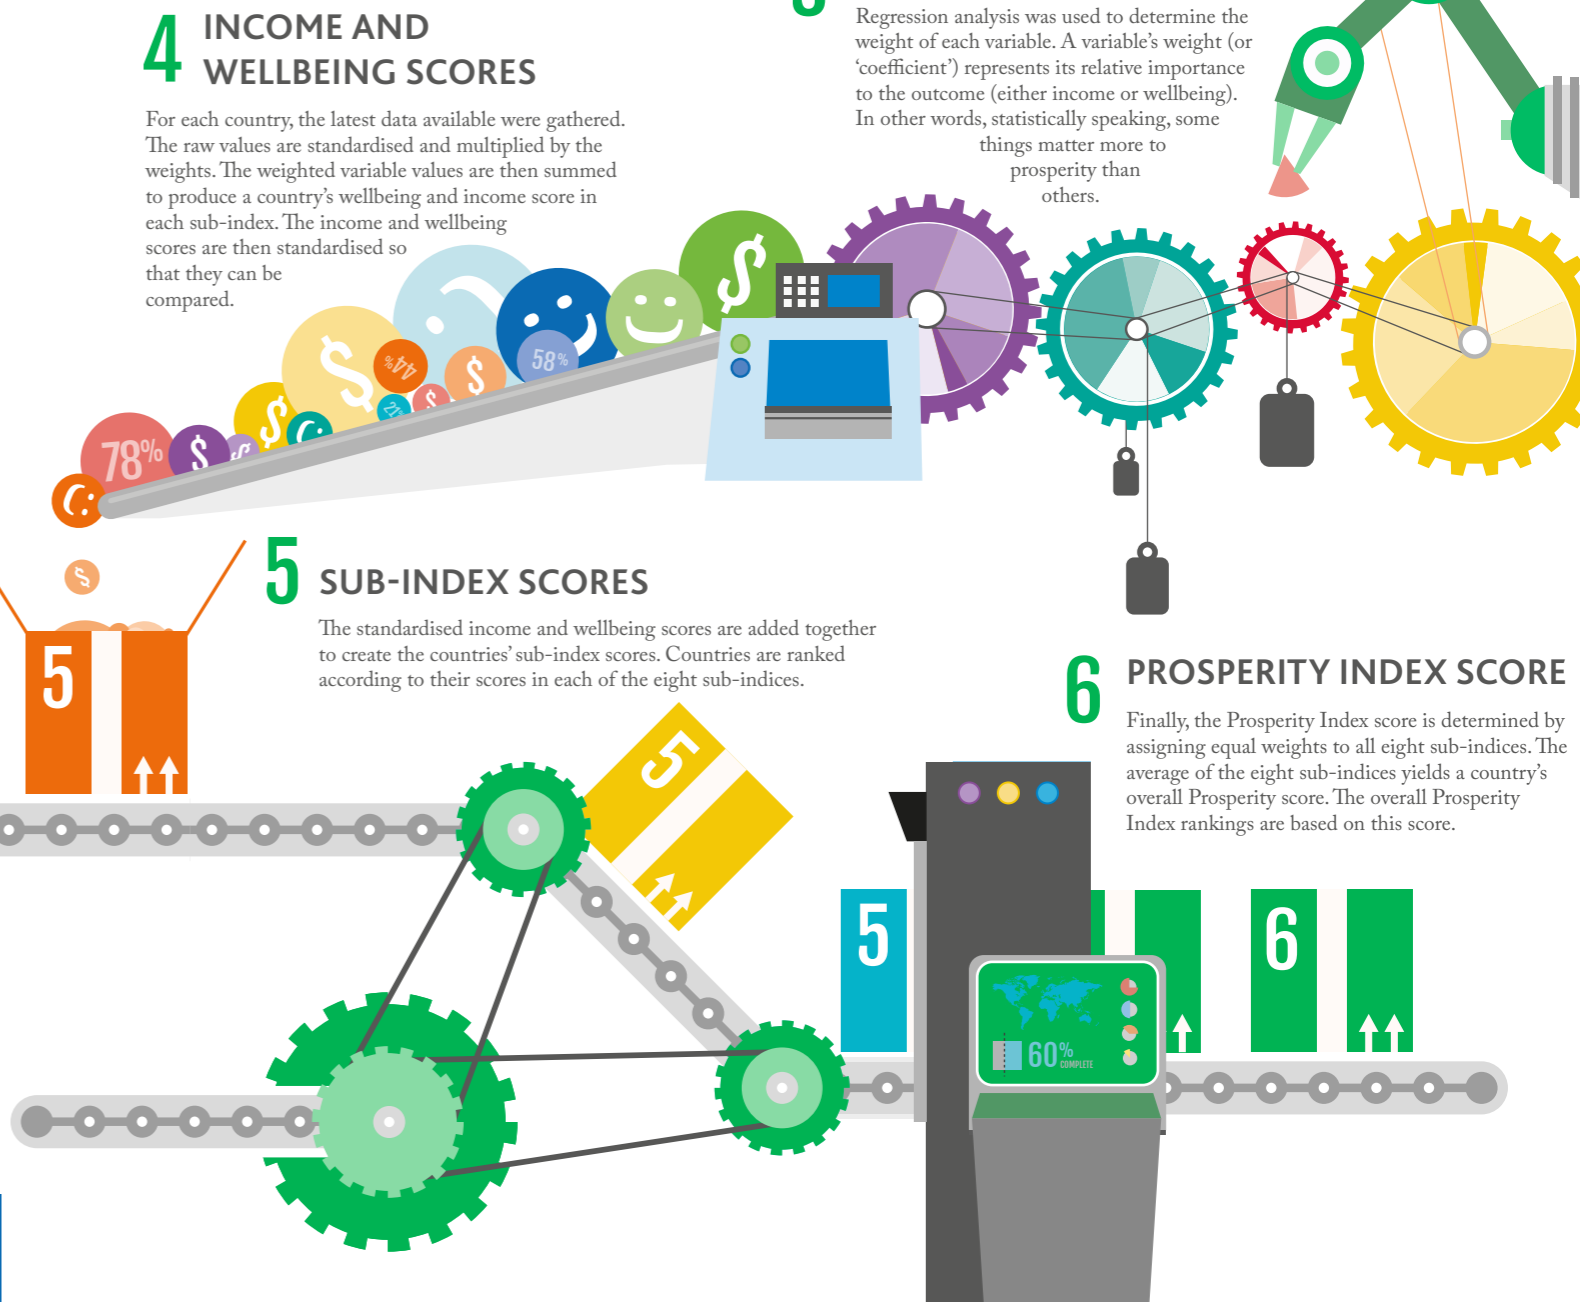 Regression analysis was used to determine the
weight of each variable. A variable’s weight (or
‘coefficient’) represents its relative importance
to the outcome (either income or wellbeing).
In other words, statistically speaking, some
things matter more to
prosperity than
others.
4
INCOME AND
WELLBEING SCORES
For each country, the latest data available were gathered.
The raw values are standardised and multiplied by the
weights. The weighted variable values are then summed
to produce a country’s wellbeing and income score in
each sub-index. The income and wellbeing
scores are then standardised so
that they can be
compared.
$
$
44%
$
58%
21%
$
$
78%
$
$
C:
C:
$
5
SUB-INDEX SCORES
The standardised income and wellbeing scores are added together
to create the countries’ sub-index scores. Countries are ranked
according to their scores in each of the eight sub-indices.
5
5
6
PROSPERITY INDEX SCORE
Finally, the Prosperity Index score is determined by
assigning equal weights to all eight sub-indices. The
average of the eight sub-indices yields a country’s
overall Prosperity score. The overall Prosperity
Index rankings are based on this score.
5
6
60%
COMPLETE